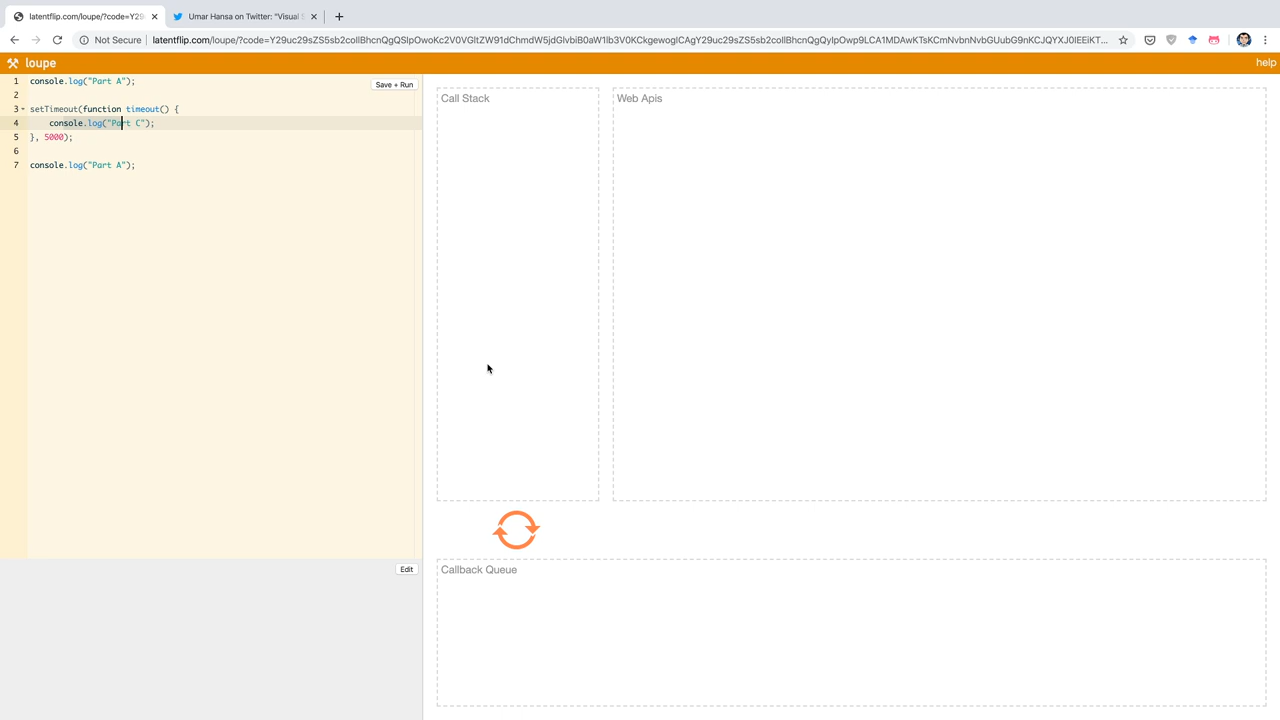 latentflip.com/loupe/?code=Y29
Umar Hansa on Twitter: "Visual S
Not Secure
latentflip.com/loupe/?code=Y29uc29sZS5sb2coIlBhcnQgQSIpOwoKc2V0VGltZW91dChmdW5jdGlvbiB0aW1lb3V0KCkgewogICAgY29uc29sZS5sb2coIlBhcnQgQyIpOwp9LCA1MDAwKTsKCmNvbnNvbGUubG9nKCJQYXJ0IEEiKT...
loupe
help
1 console.log("Part A");
Save + Run
2
3 setTimeout(function timeout() {
4 console.log("Part C");
5 }, 5000);
6
7 console.log("Part A");
Call Stack
Web Apis
Edit
Callback Queue